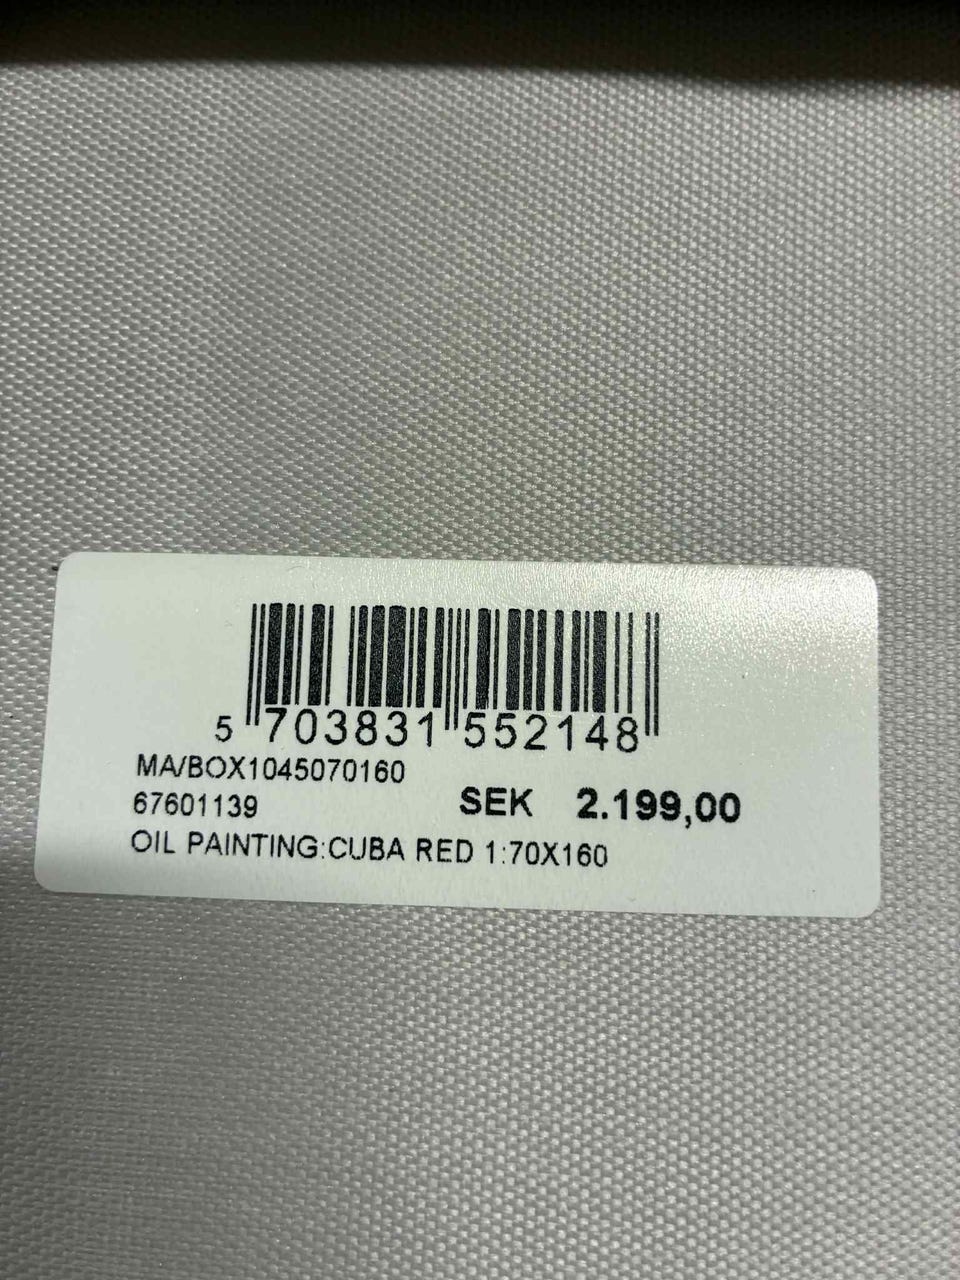 5 703831 552148
MA/BOX1045070160
67601139 SEK 2.199,00
OIL PAINTING:CUBA RED 1:70X160